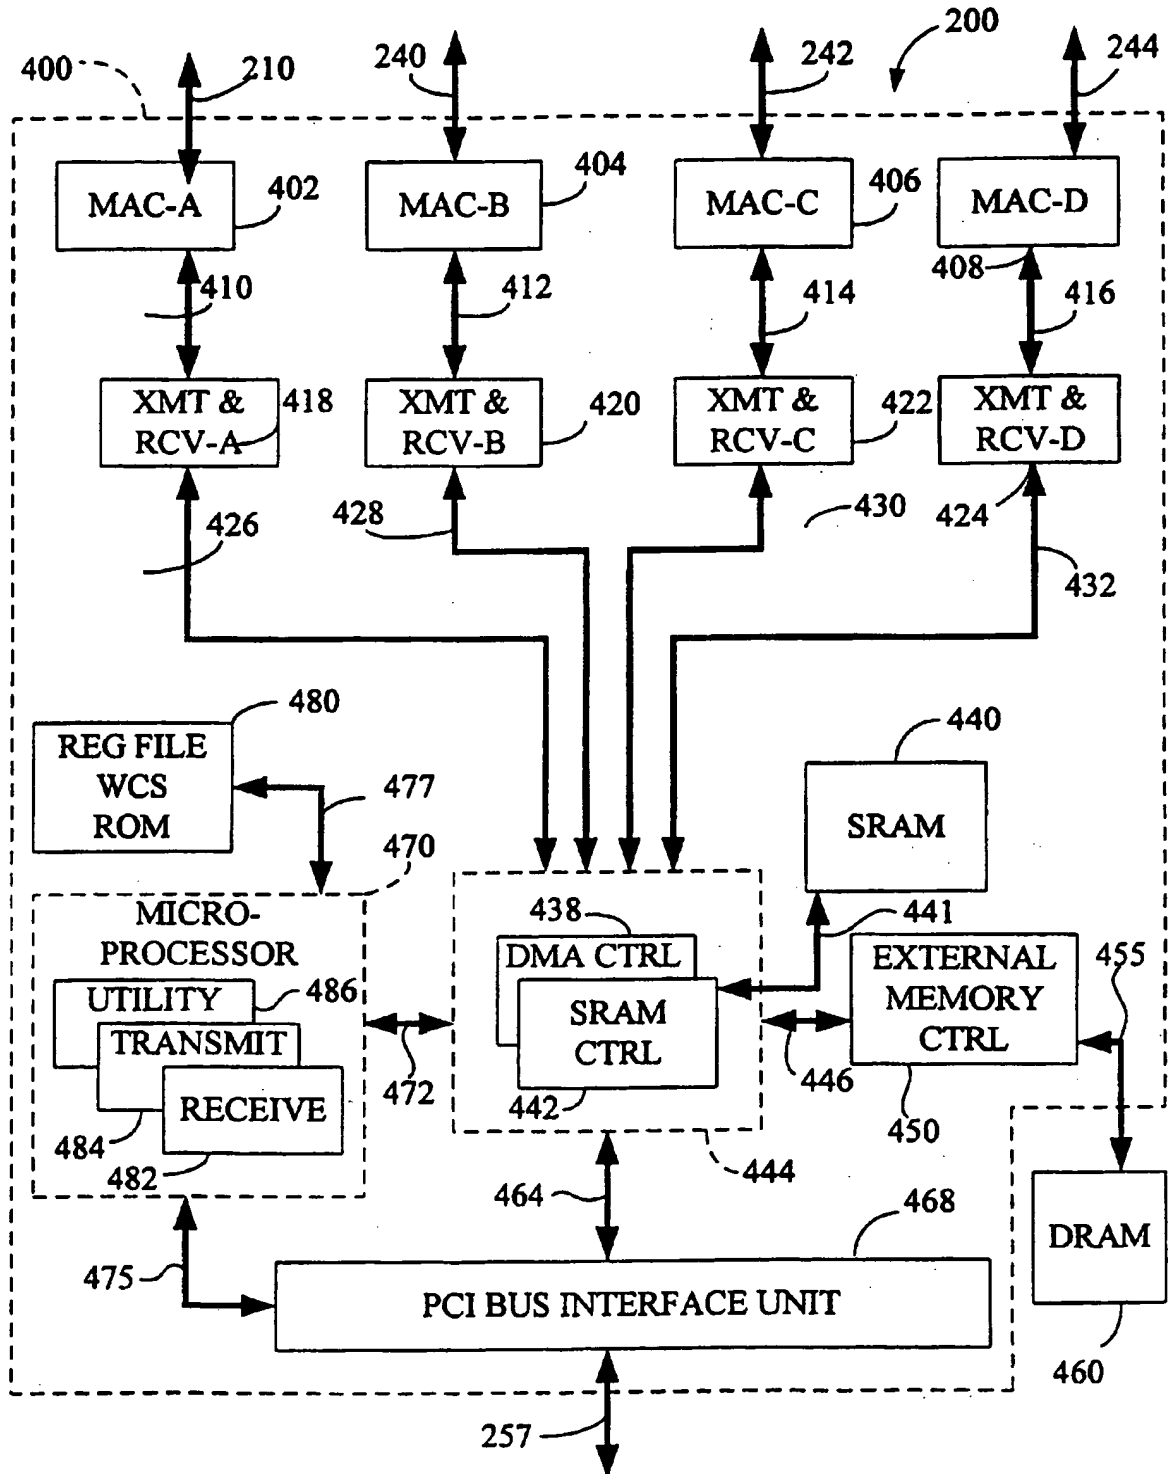 200
400
210
240
242
244
MAC-A
402
MAC-B
404
MAC-C
406
MAC-D
408
410
412
414
416
XMT &
RCV-A
418
XMT &
RCV-B
420
XMT &
RCV-C
422
XMT &
RCV-D
424
426
428
430
432
480
REG FILE
WCS
ROM
477
470
440
SRAM
441
MICRO-
PROCESSOR
UTILITY
486
TRANSMIT
RECEIVE
484
482
472
438
DMA CTRL
SRAM
CTRL
442
444
446
EXTERNAL
MEMORY
CTRL
450
455
DRAM
460
464
468
475
PCI BUS INTERFACE UNIT
257